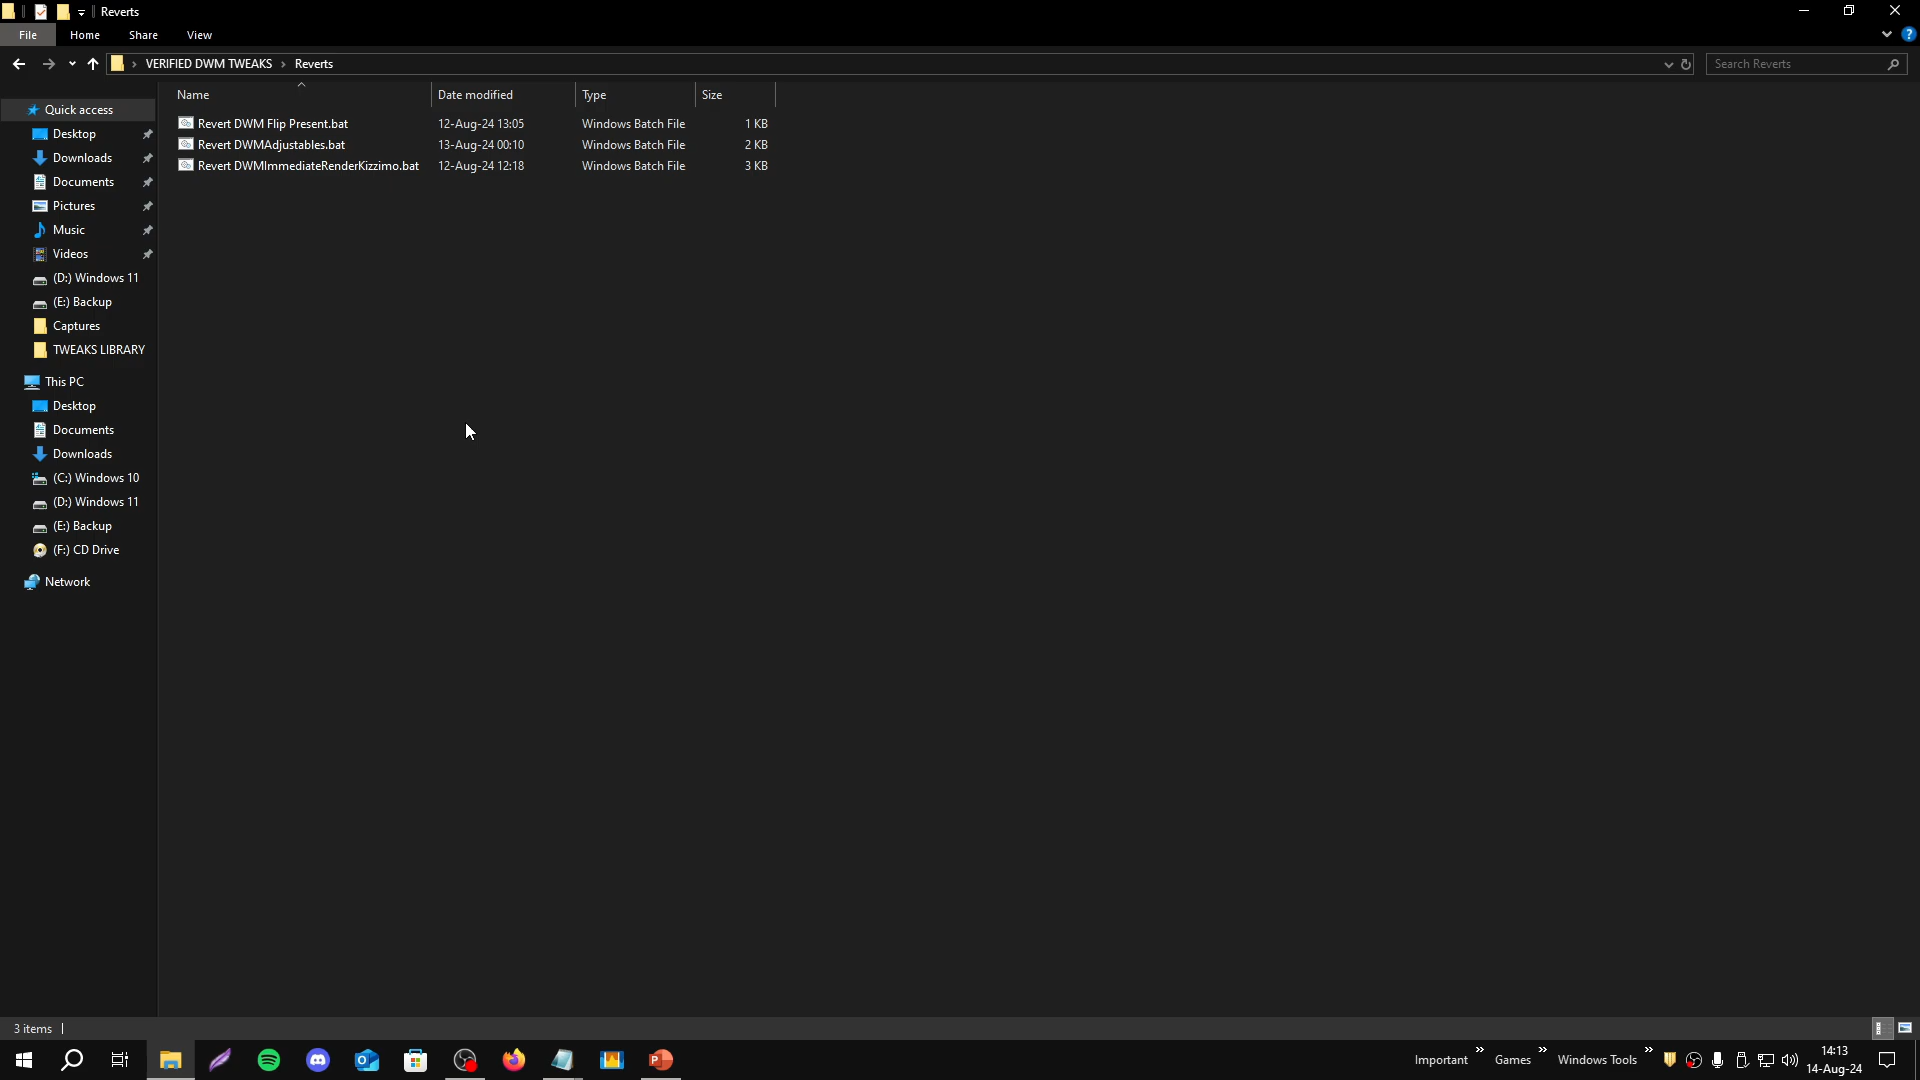 Reverts
File Home Share View
VERIFIED DWM TWEAKS › Reverts
Search Reverts
Name Date modified Type Size
Revert DWM Flip Present.bat 12-Aug-24 13:05 Windows Batch File 1 KB
Revert DWMAdjustables.bat 13-Aug-24 00:10 Windows Batch File 2 KB
Revert DWMImmediateRenderKizzimo.bat 12-Aug-24 12:18 Windows Batch File 3 KB
Quick access
Desktop
Downloads
Documents
Pictures
Music
Videos
(D:) Windows 11
(E:) Backup
Captures
TWEAKS LIBRARY
This PC
Desktop
Documents
Downloads
(C:) Windows 10
(D:) Windows 11
(E:) Backup
(F:) CD Drive
Network
3 items
Important » Games » Windows Tools »
14:13
14-Aug-24